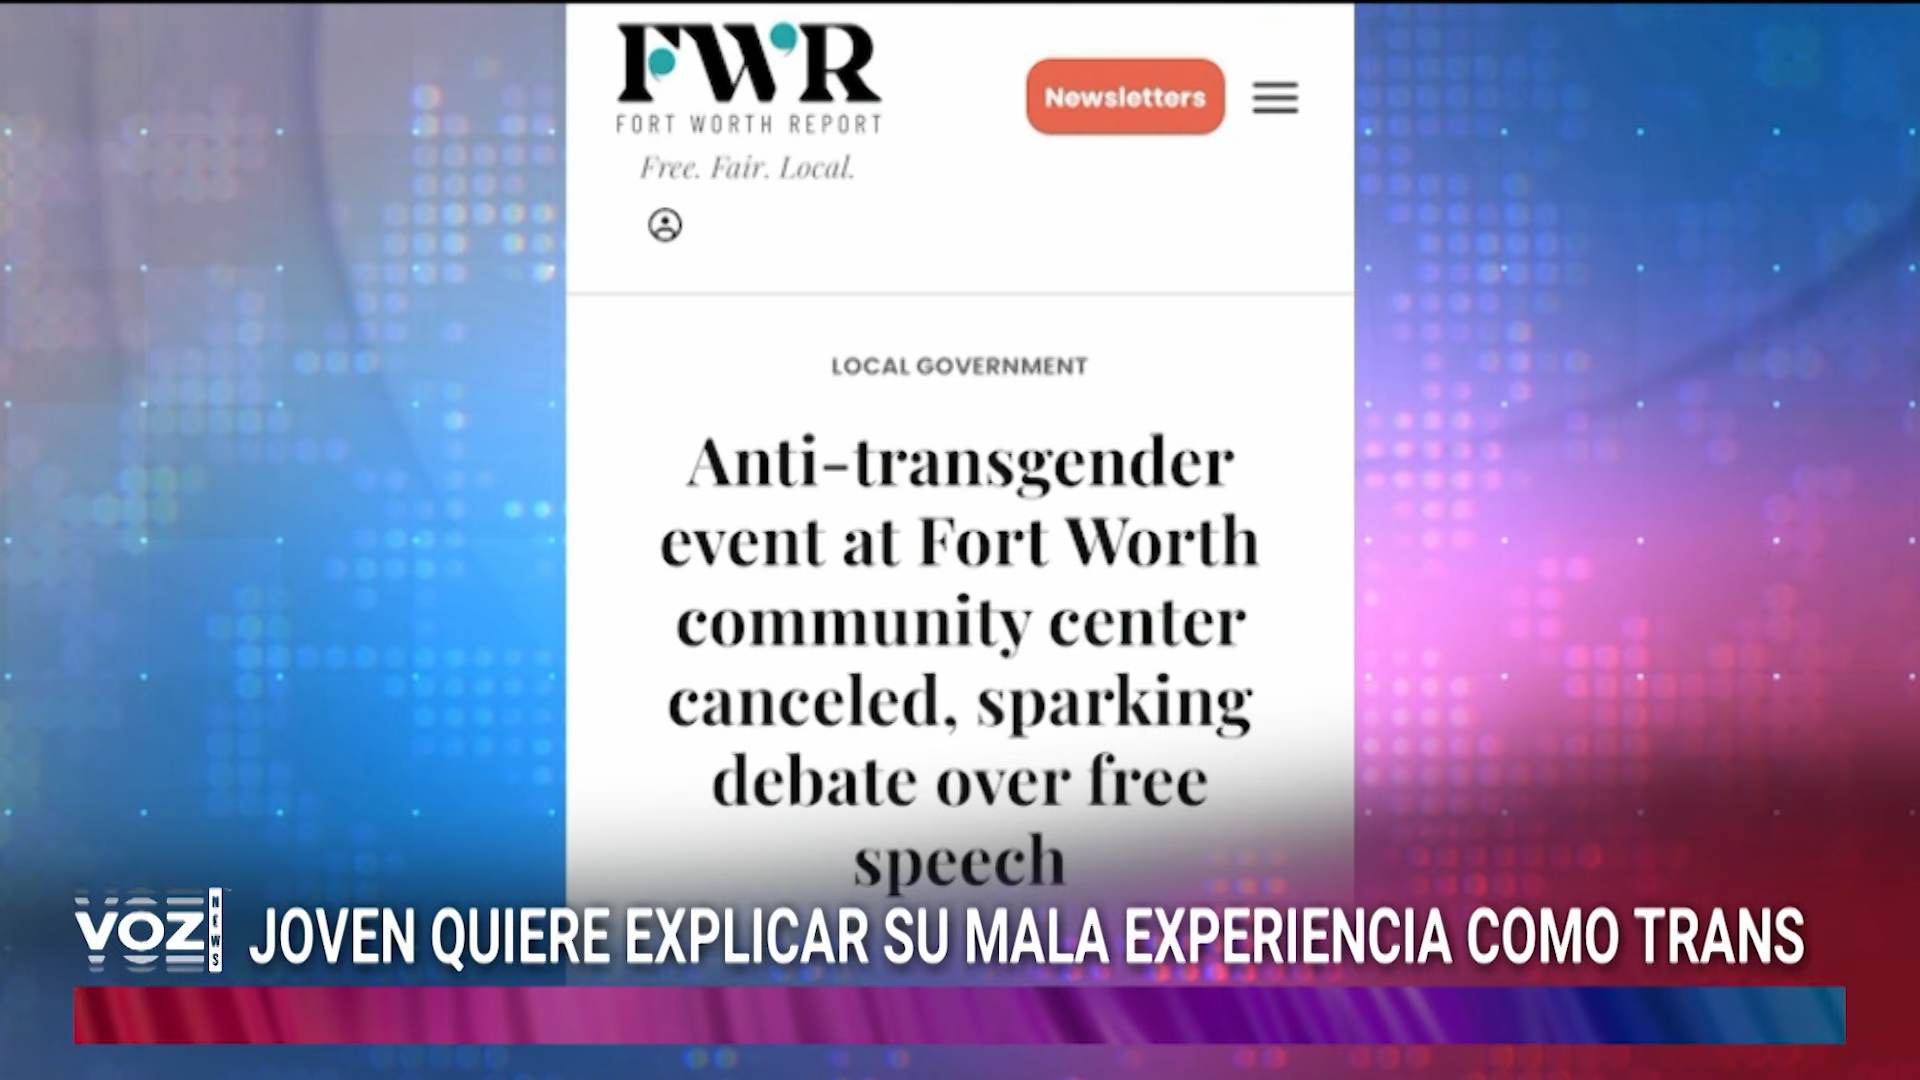 FWR
FORT WORTH REPORT
Free. Fair. Local.
Newsletters
LOCAL GOVERNMENT
Anti-transgender
event at Fort Worth
community center
canceled, sparking
debate over free
speech
VOZ NEWS
JOVEN QUIERE EXPLICAR SU MALA EXPERIENCIA COMO TRANS